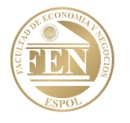 FACULTAD DE ECONOMÍA Y NEGOCIOS
FEN
ESPOL